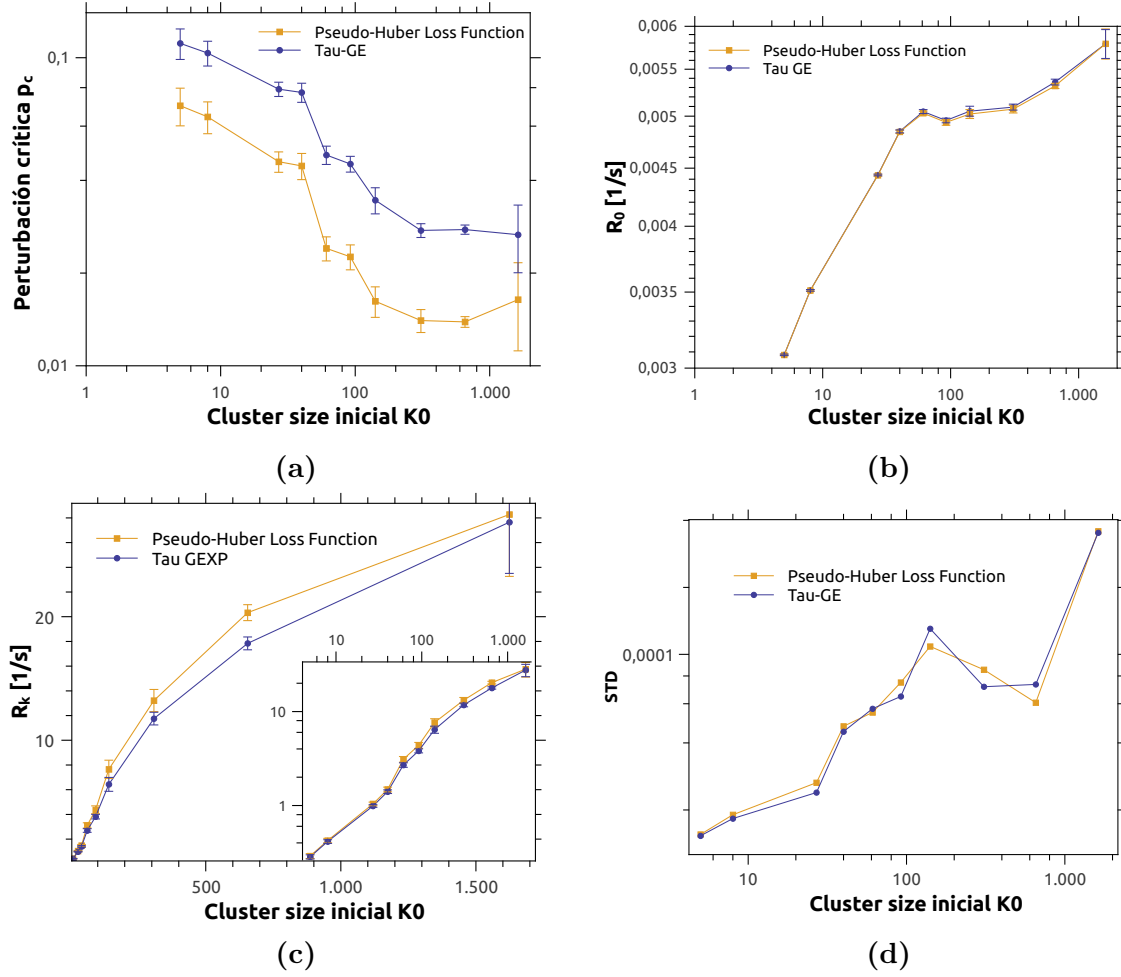 Pseudo-Huber Loss Function
Tau-GE
0,1
0,01
Perturbación crítica pc
1 10 100 1.000
Cluster size inicial K0
(a)
0,006
Pseudo-Huber Loss Function
Tau GE
0,0055
0,005
0,0045
0,004
0,0035
0,003
R0 [1/s]
1 10 100 1.000
Cluster size inicial K0
(b)
Pseudo-Huber Loss Function
Tau GEXP
20
10
Rk [1/s]
10 100 1.000
10
1
500 1.000 1.500
Cluster size inicial K0
(c)
Pseudo-Huber Loss Function
Tau-GE
0,0001
STD
10 100 1.000
Cluster size inicial K0
(d)